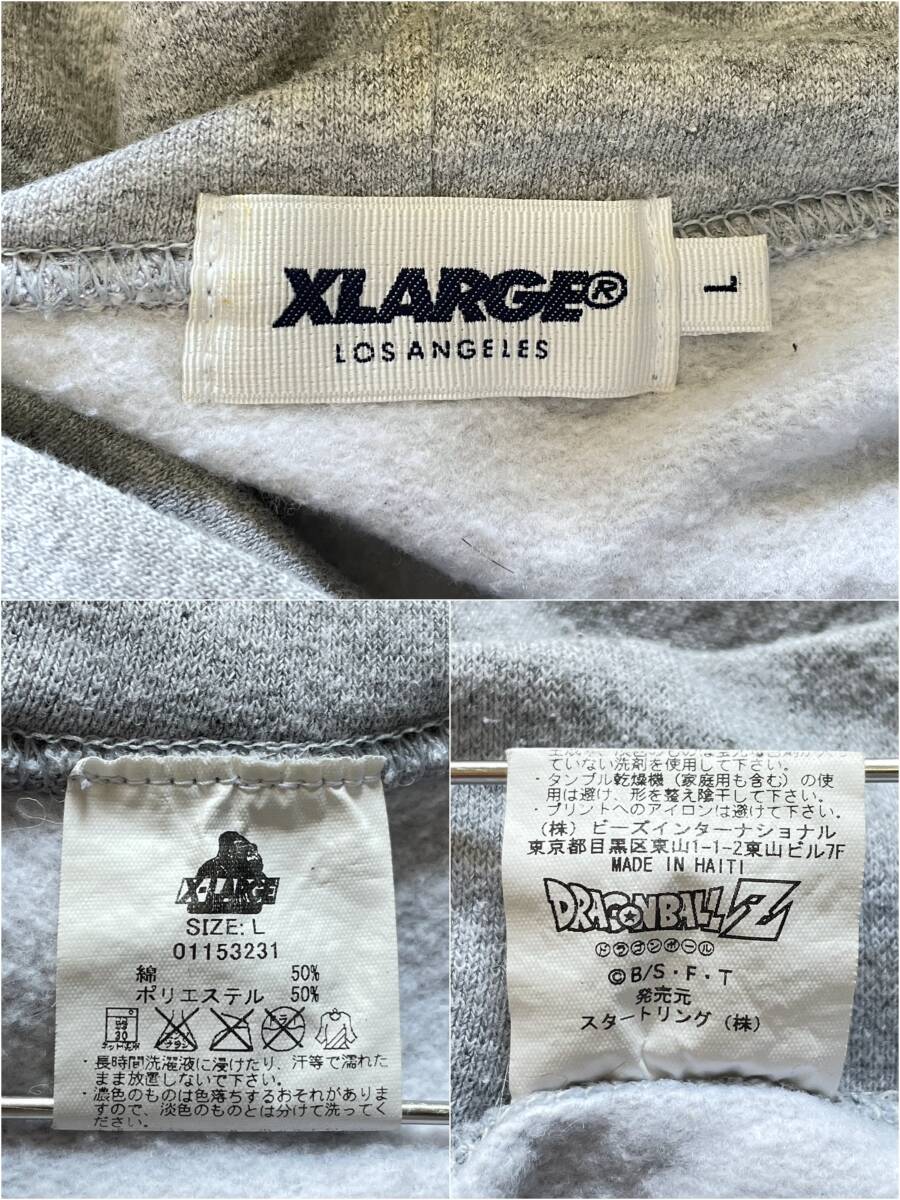 XLARGE®
LOS ANGELES
L
X-LARGE
SIZE: L
01153231
綿 50%
ポリエステル 50%
30
ネット使用
・長時間洗濯液に浸けたり、汗等で濡れた
まま放置しないで下さい。
・濃色のものは色落ちするおそれがありま
すので、淡色のものとは分けて洗ってく
ださい。
ていない洗剤を使用して下さい。
・タンブル乾燥機（家庭用も含む）の使
用は避け、形を整え陰干して下さい。
・プリントへのアイロンは避けて下さい。
（株）ビーズインターナショナル
東京都目黒区東山1-1-2東山ビル7F
MADE IN HAITI
DRAGONBALL Z
ドラゴンボール
©B/S・F・T
発売元
スタートリング（株）